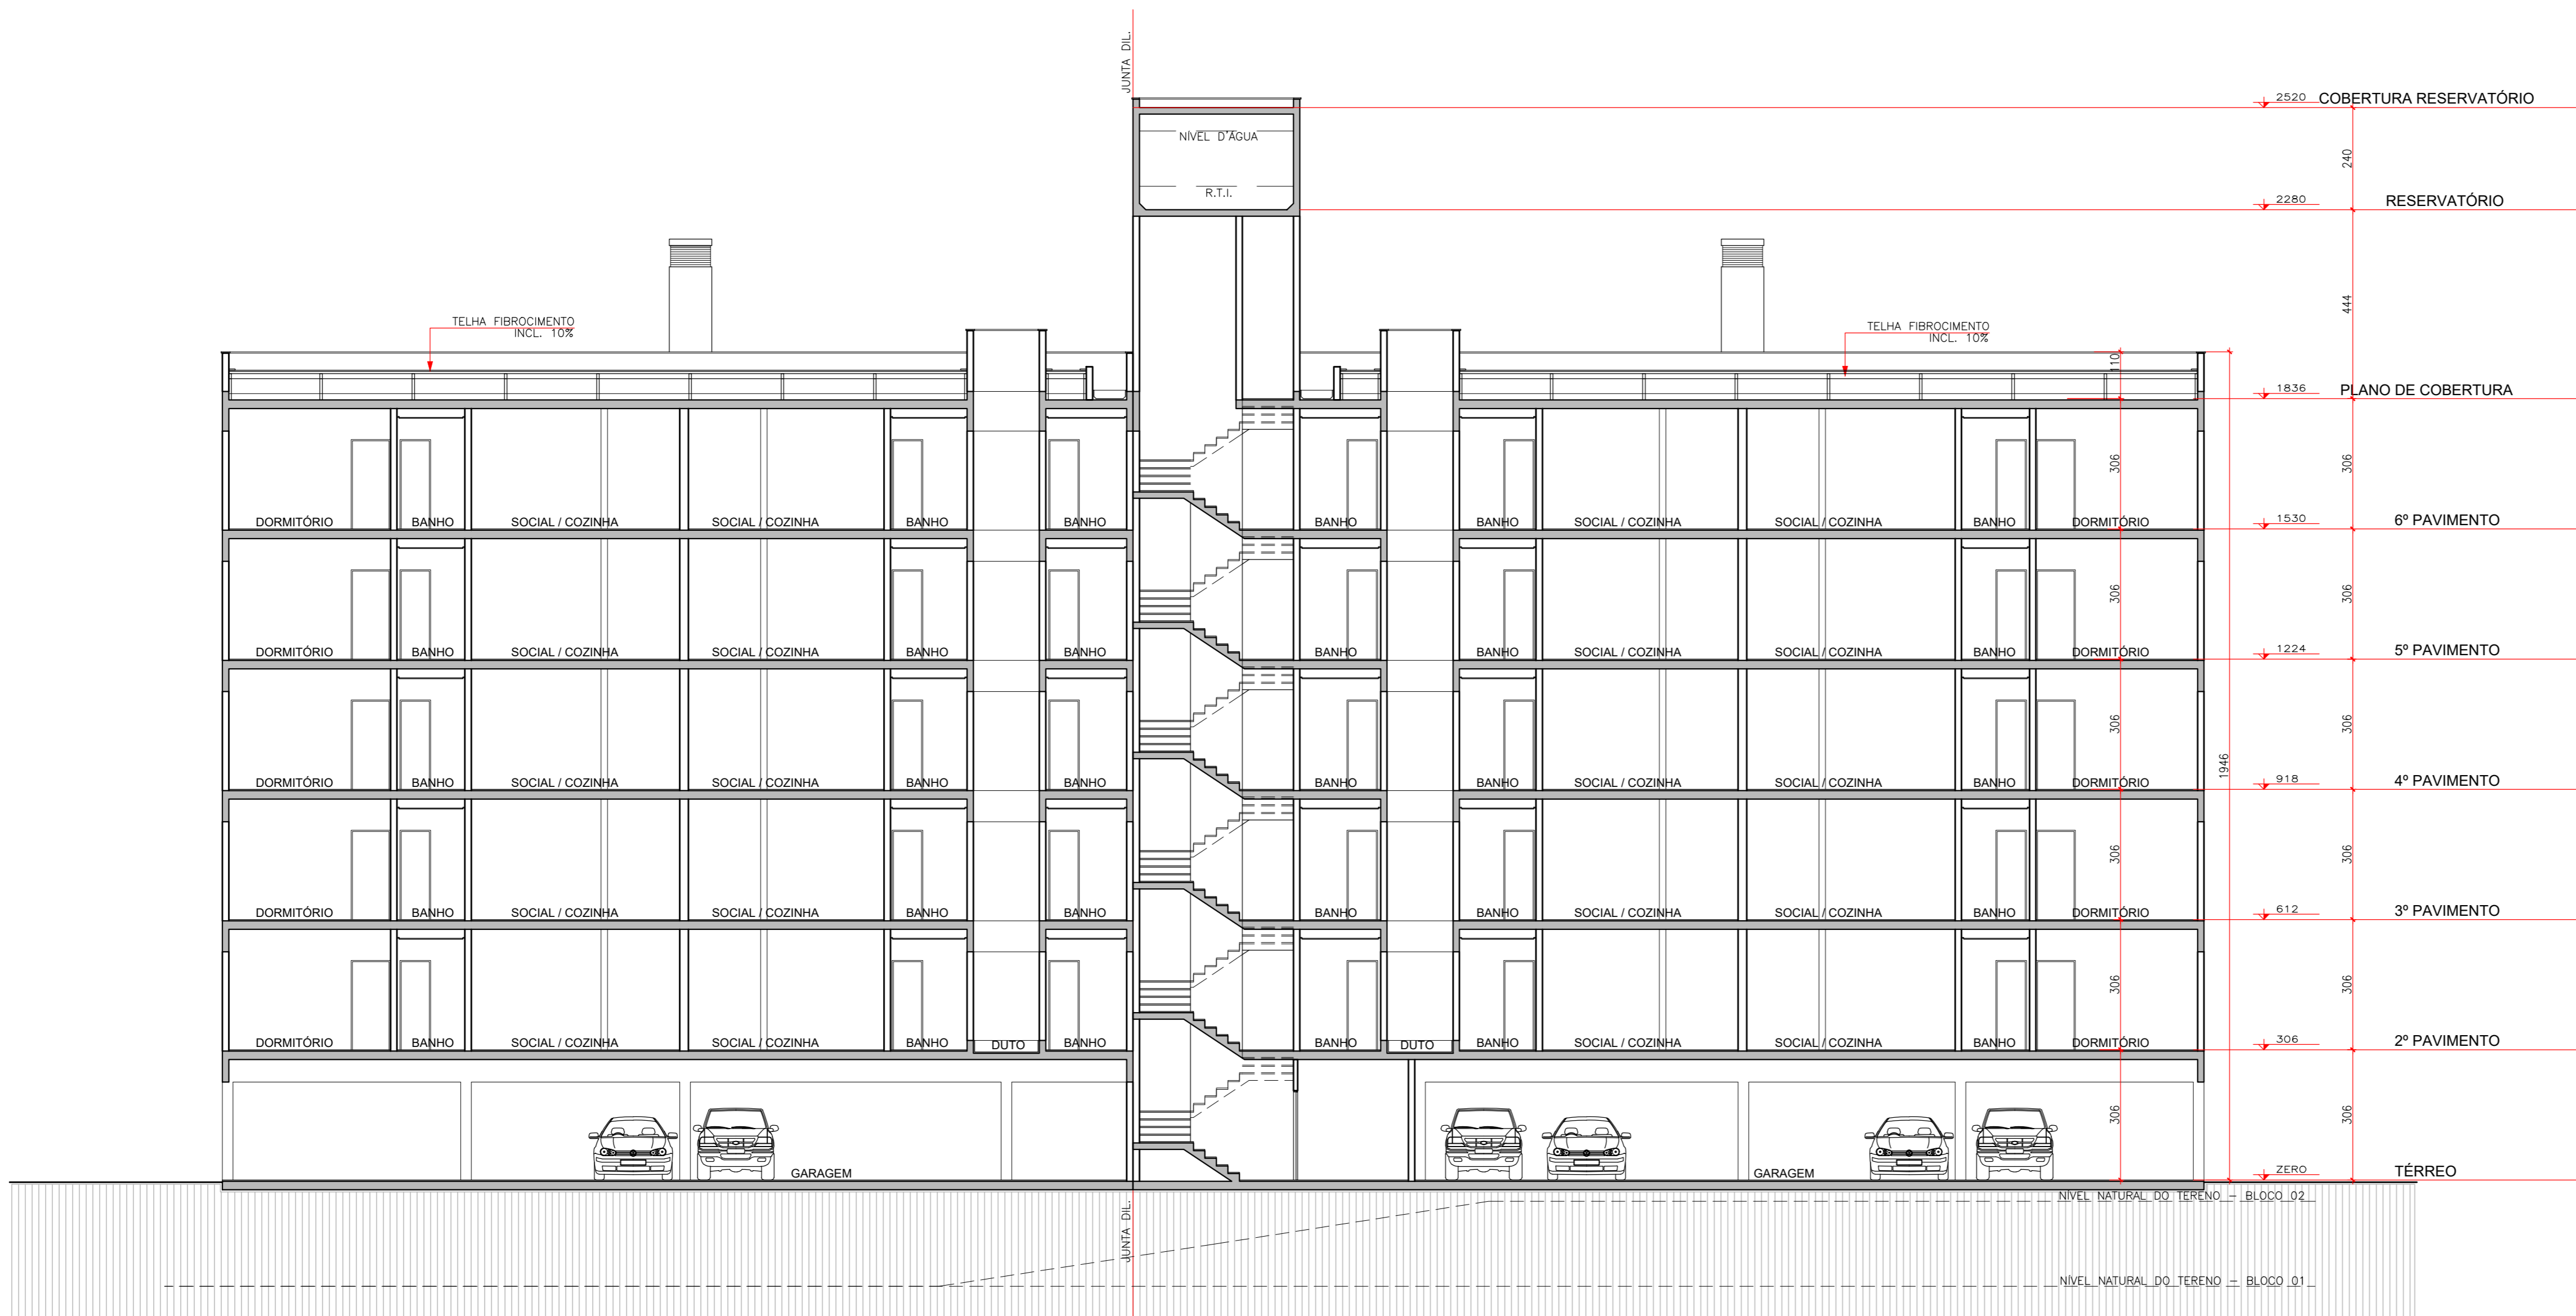 JUNTA DIL.
2520 COBERTURA RESERVATÓRIO
NÍVEL D'ÁGUA
240
R.T.I.
2280 RESERVATÓRIO
444
TELHA FIBROCIMENTO
INCL. 10%
TELHA FIBROCIMENTO
INCL. 10%
110
1836 PLANO DE COBERTURA
306 306
DORMITÓRIO BANHO SOCIAL / COZINHA SOCIAL / COZINHA BANHO BANHO BANHO BANHO SOCIAL / COZINHA SOCIAL / COZINHA BANHO DORMITÓRIO 1530 6º PAVIMENTO
306 306
DORMITÓRIO BANHO SOCIAL / COZINHA SOCIAL / COZINHA BANHO BANHO BANHO BANHO SOCIAL / COZINHA SOCIAL / COZINHA BANHO DORMITÓRIO 1224 5º PAVIMENTO
306 306
1946
DORMITÓRIO BANHO SOCIAL / COZINHA SOCIAL / COZINHA BANHO BANHO BANHO BANHO SOCIAL / COZINHA SOCIAL / COZINHA BANHO DORMITÓRIO 918 4º PAVIMENTO
306 306
DORMITÓRIO BANHO SOCIAL / COZINHA SOCIAL / COZINHA BANHO BANHO BANHO BANHO SOCIAL / COZINHA SOCIAL / COZINHA BANHO DORMITÓRIO 612 3º PAVIMENTO
306 306
DORMITÓRIO BANHO SOCIAL / COZINHA SOCIAL / COZINHA BANHO DUTO BANHO BANHO DUTO BANHO SOCIAL / COZINHA SOCIAL / COZINHA BANHO DORMITÓRIO 306 2º PAVIMENTO
306 306
GARAGEM GARAGEM ZERO TÉRREO
NÍVEL NATURAL DO TERENO – BLOCO 02
JUNTA DIL.
NÍVEL NATURAL DO TERENO – BLOCO 01